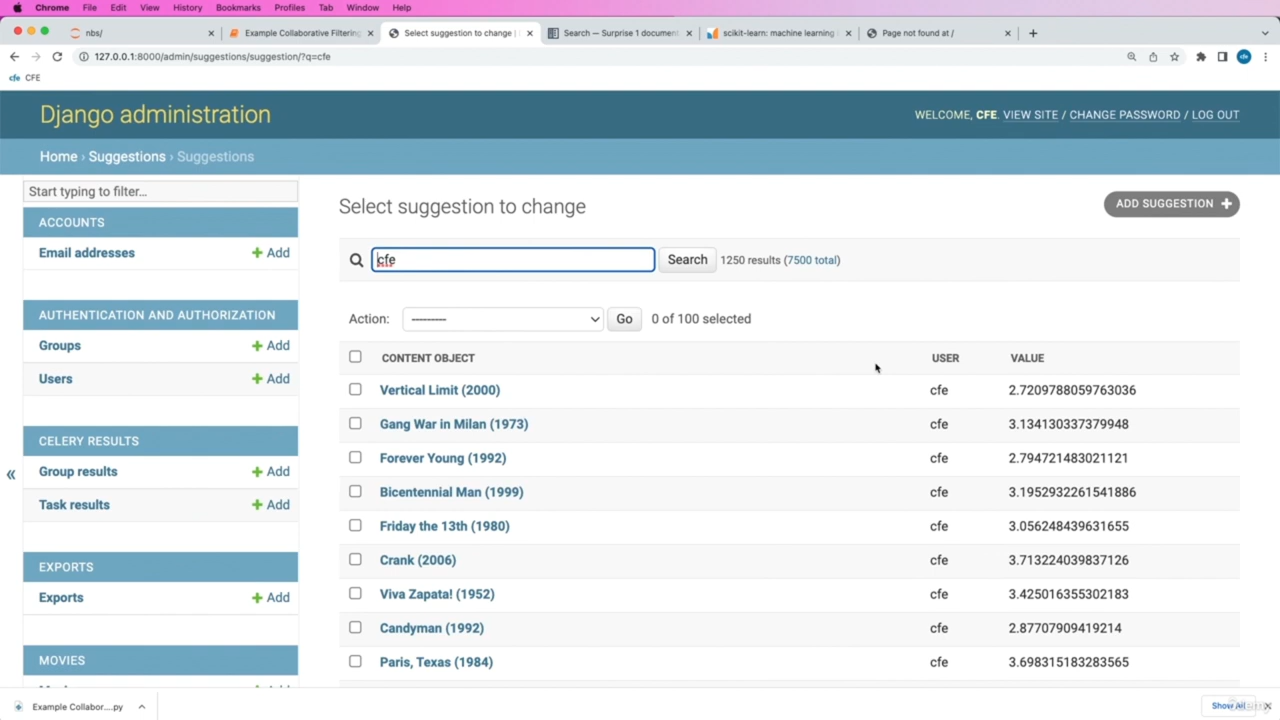 Chrome File Edit View History Bookmarks Profiles Tab Window Help
nbs/ Example Collaborative Filtering Select suggestion to change | Search — Surprise 1 document scikit-learn: machine learning Page not found at /
127.0.0.1:8000/admin/suggestions/suggestion/?q=cfe
cfe CFE
Django administration
WELCOME, CFE. VIEW SITE / CHANGE PASSWORD / LOG OUT
Home › Suggestions › Suggestions
Start typing to filter...
ACCOUNTS
Email addresses + Add
AUTHENTICATION AND AUTHORIZATION
Groups + Add
Users + Add
CELERY RESULTS
Group results + Add
Task results + Add
EXPORTS
Exports + Add
MOVIES
«
Select suggestion to change
ADD SUGGESTION +
cfe Search 1250 results (7500 total)
Action: --------- Go 0 of 100 selected
CONTENT OBJECT USER VALUE
Vertical Limit (2000) cfe 2.7209788059763036
Gang War in Milan (1973) cfe 3.134130337379948
Forever Young (1992) cfe 2.794721483021121
Bicentennial Man (1999) cfe 3.1952932261541886
Friday the 13th (1980) cfe 3.056248439631655
Crank (2006) cfe 3.713224039837126
Viva Zapata! (1952) cfe 3.425016355302183
Candyman (1992) cfe 2.87707909419214
Paris, Texas (1984) cfe 3.698315183283565
Example Collabor....py
Show All
udemy